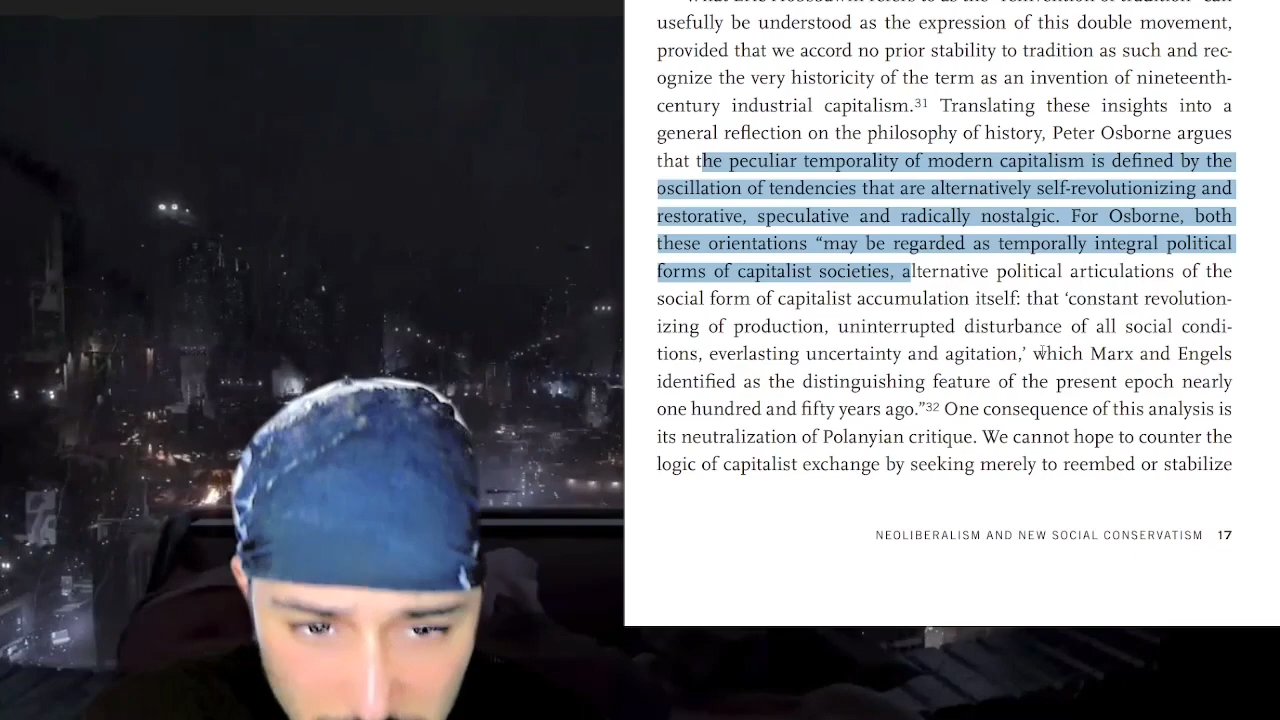 usefully be understood as the expression of this double movement,
provided that we accord no prior stability to tradition as such and rec-
ognize the very historicity of the term as an invention of nineteenth-
century industrial capitalism.31 Translating these insights into a
general reflection on the philosophy of history, Peter Osborne argues
that the peculiar temporality of modern capitalism is defined by the
oscillation of tendencies that are alternatively self-revolutionizing and
restorative, speculative and radically nostalgic. For Osborne, both
these orientations “may be regarded as temporally integral political
forms of capitalist societies, alternative political articulations of the
social form of capitalist accumulation itself: that ‘constant revolution-
izing of production, uninterrupted disturbance of all social condi-
tions, everlasting uncertainty and agitation,’ which Marx and Engels
identified as the distinguishing feature of the present epoch nearly
one hundred and fifty years ago.”32 One consequence of this analysis is
its neutralization of Polanyian critique. We cannot hope to counter the
logic of capitalist exchange by seeking merely to reembed or stabilize
NEOLIBERALISM AND NEW SOCIAL CONSERVATISM 17